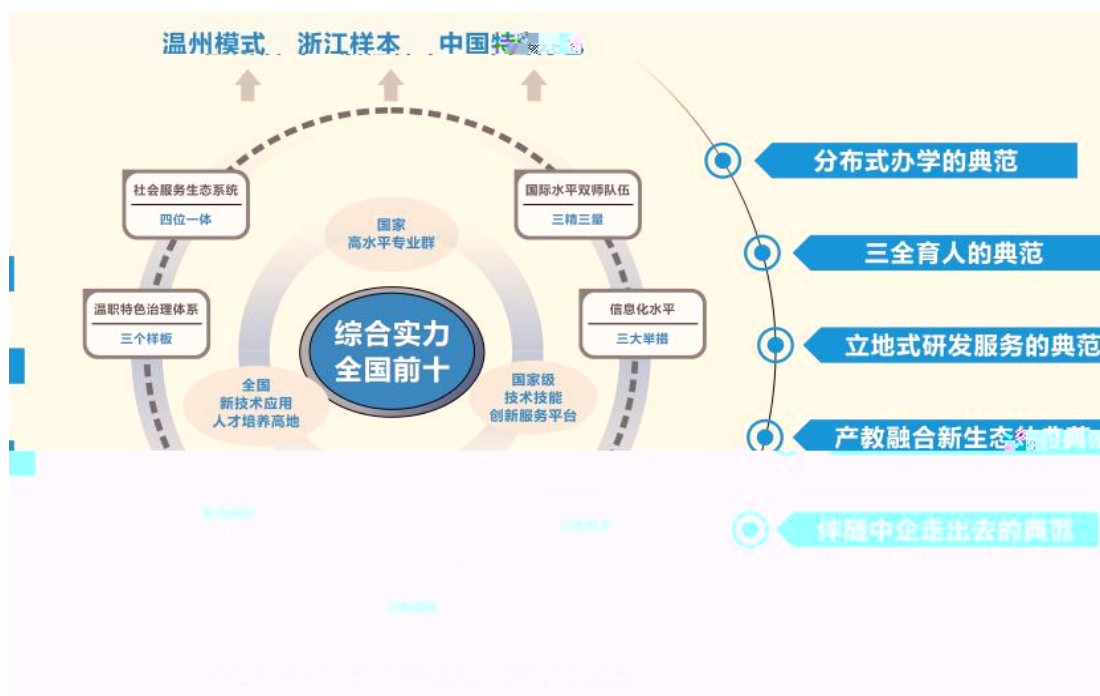 温州模式 浙江样本 中国特
分布式办学的典范
社会服务生态系统
四位一体
国际水平双师队伍
三精三量
国家
高水平专业群
三全育人的典范
温职特色治理体系
三个样板
综合实力
全国前十
信息化水平
三大举措
立地式研发服务的典范
全国
新技术应用
人才培养高地
国家级
技术技能
创新服务平台
产教融合新生态的典范
伴随中企走出去的典范